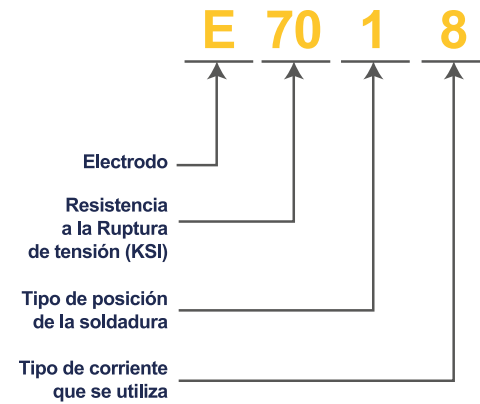 E 70 1 8
Electrodo
Resistencia
a la Ruptura
de tensión (KSI)
Tipo de posición
de la soldadura
Tipo de corriente
que se utiliza